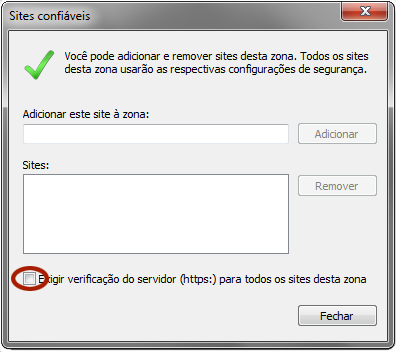 Sites confiáveis
Você pode adicionar e remover sites desta zona. Todos os sites
desta zona usarão as respectivas configurações de segurança.
Adicionar este site à zona:
Adicionar
Sites:
Remover
Exigir verificação do servidor (https:) para todos os sites desta zona
Fechar